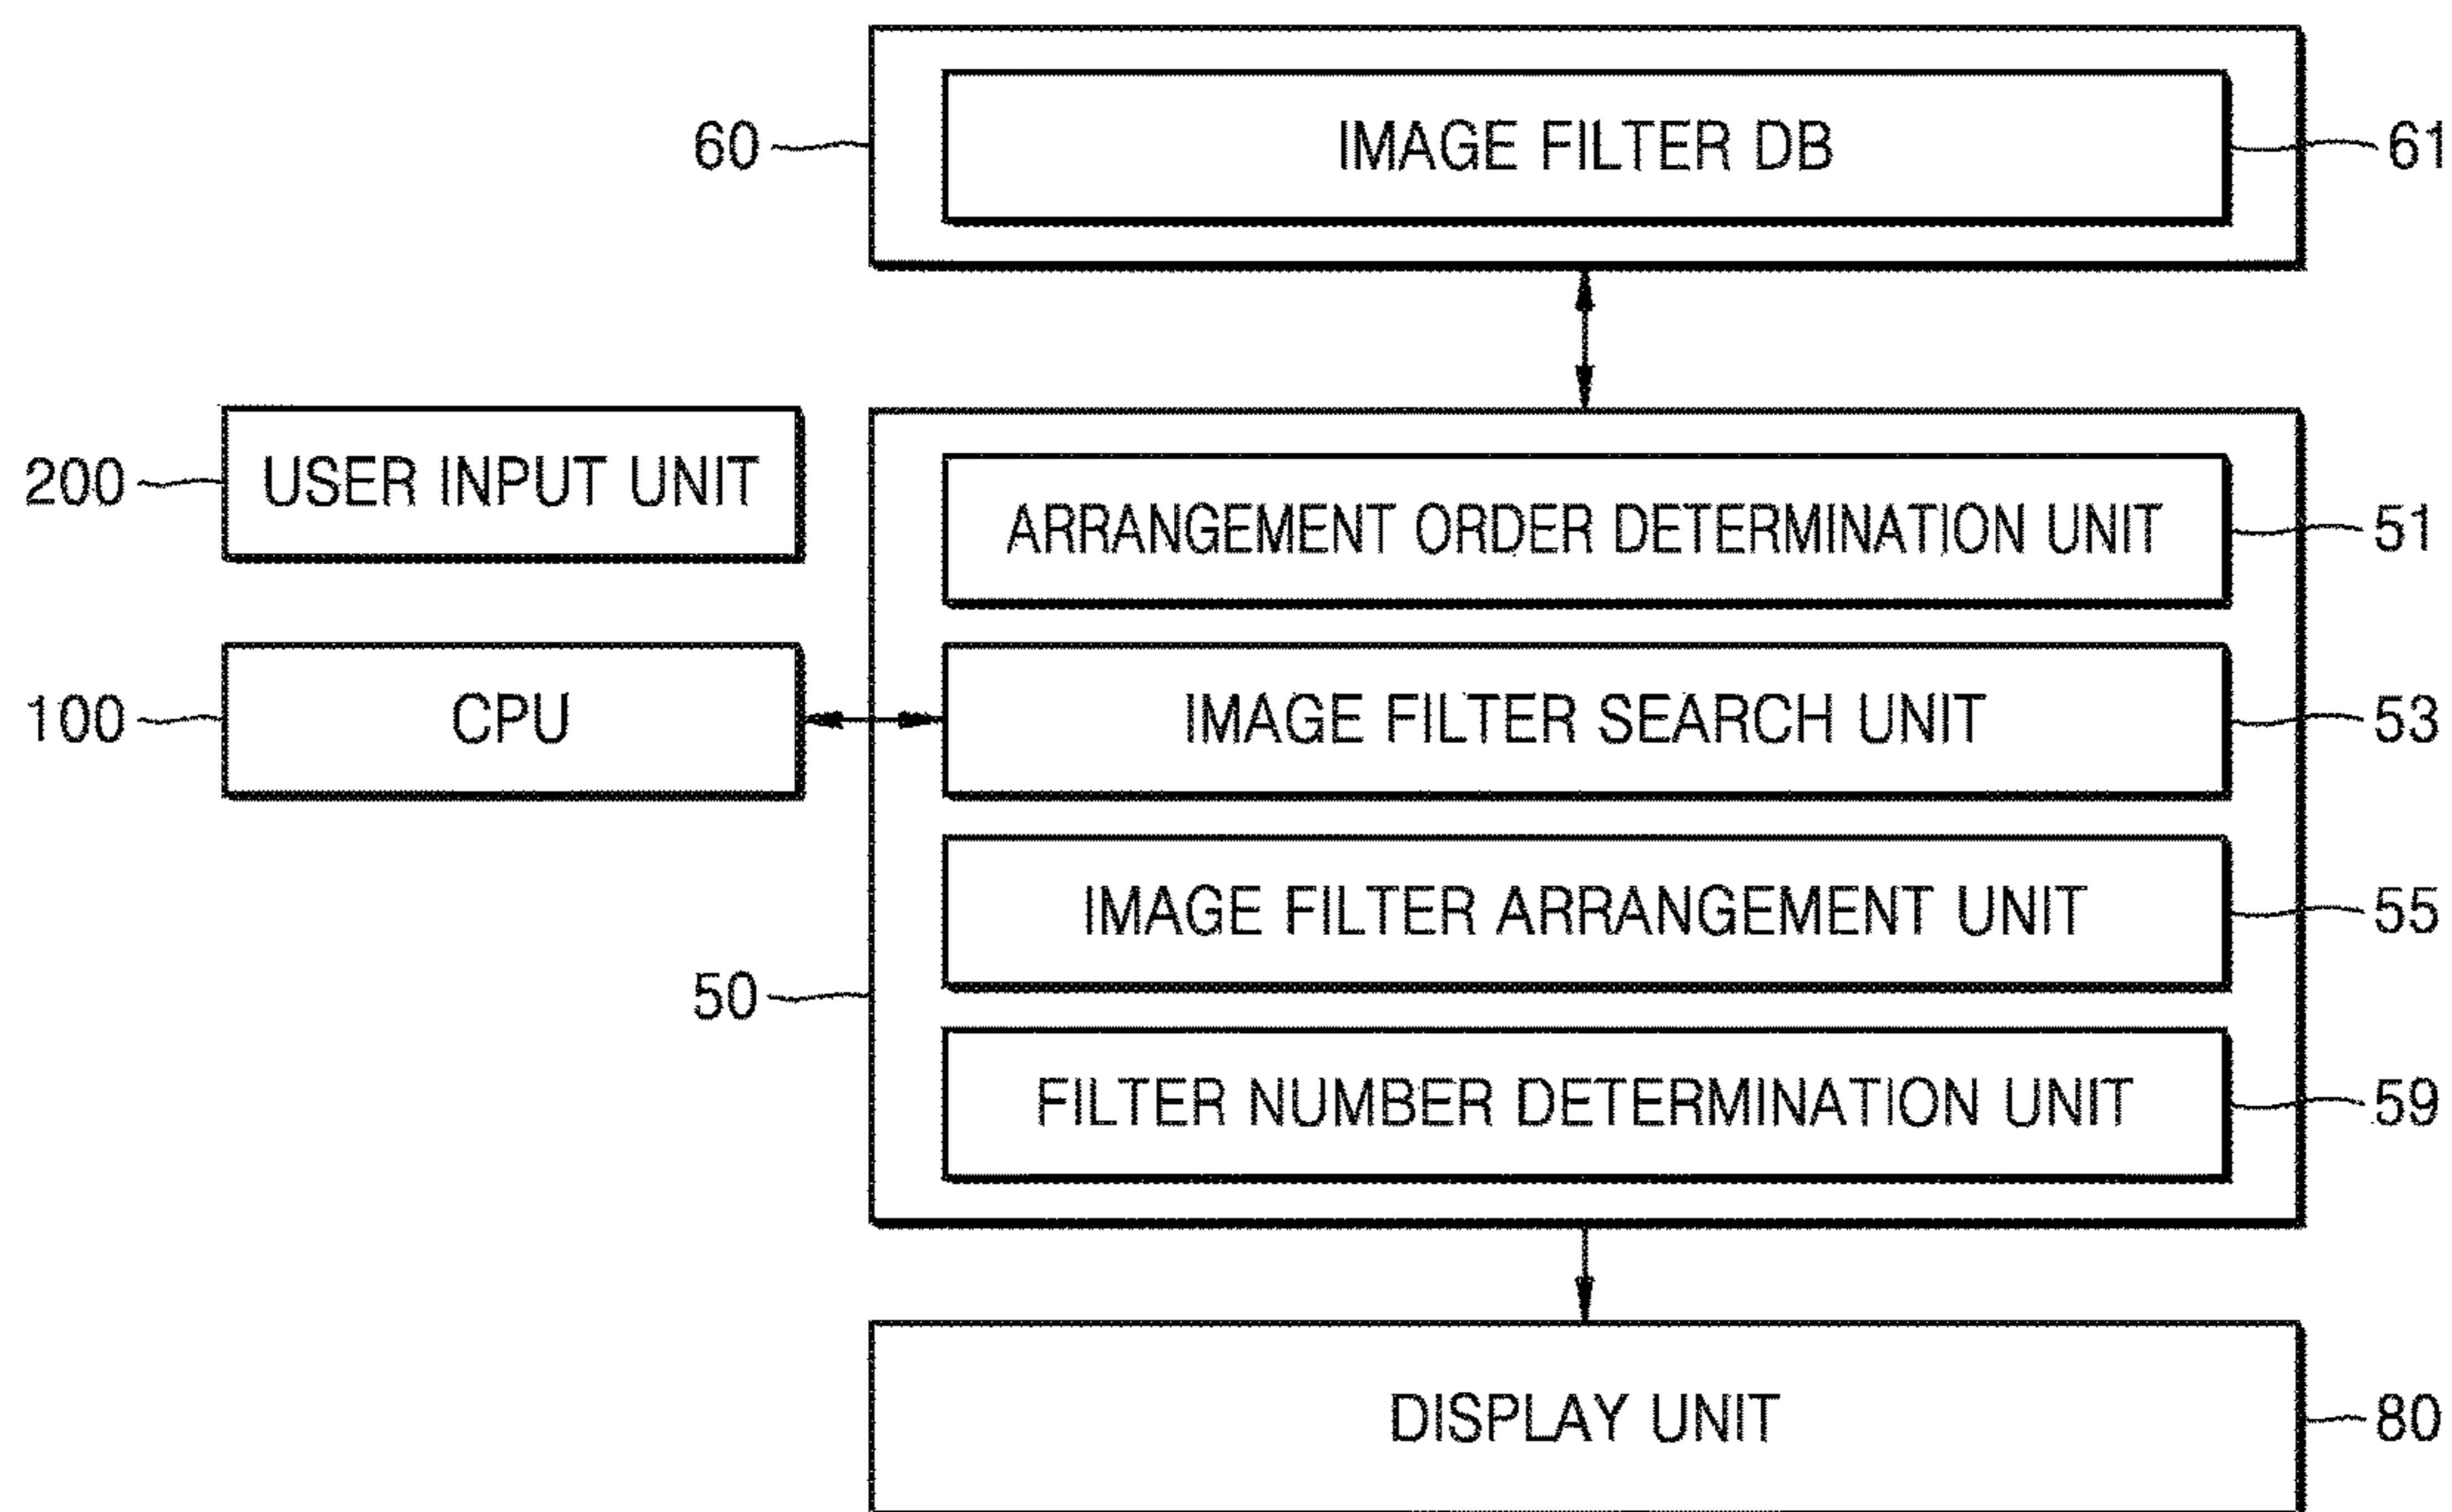 60
IMAGE FILTER DB
61
200
USER INPUT UNIT
ARRANGEMENT ORDER DETERMINATION UNIT
51
100
CPU
IMAGE FILTER SEARCH UNIT
53
IMAGE FILTER ARRANGEMENT UNIT
55
50
FILTER NUMBER DETERMINATION UNIT
59
DISPLAY UNIT
80